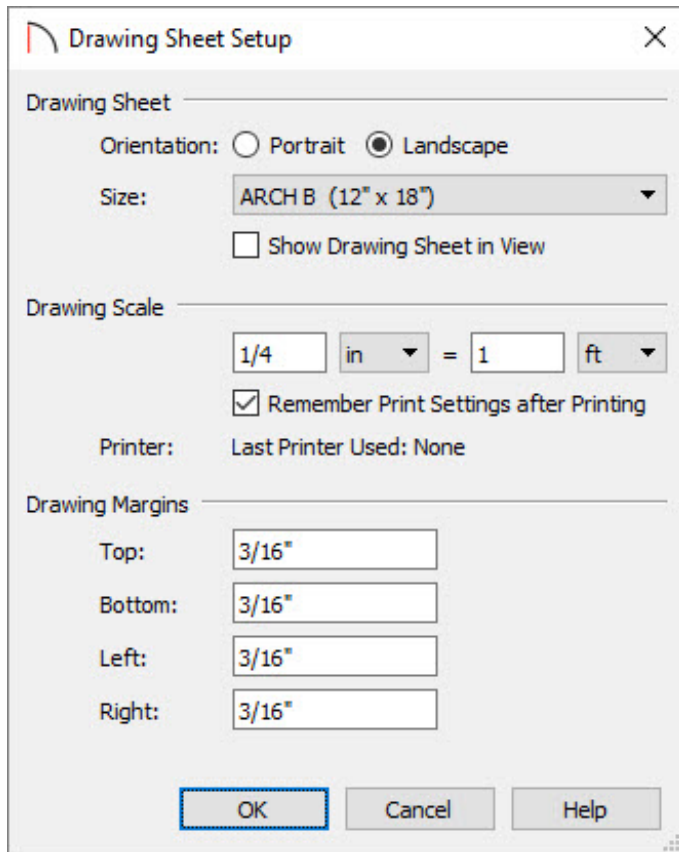 Drawing Sheet Setup
Drawing Sheet
Orientation: Portrait Landscape
Size: ARCH B (12" x 18")
Show Drawing Sheet in View
Drawing Scale
1/4 in = 1 ft
Remember Print Settings after Printing
Printer: Last Printer Used: None
Drawing Margins
Top: 3/16"
Bottom: 3/16"
Left: 3/16"
Right: 3/16"
OK Cancel Help